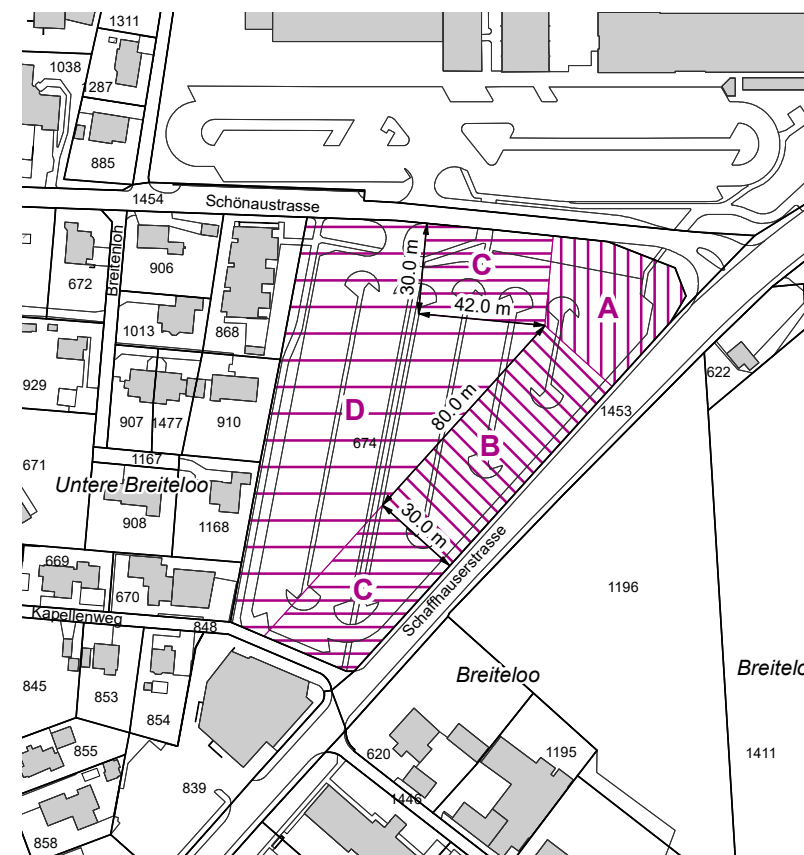 1311
1038
1287
885
1454
Schönaustrasse
Breitenloh
906
672
C
30.0 m
42.0 m
A
1013
868
929
622
D
80.0 m
674
1453
907
1477
910
B
1167
671
Untere Breiteloo
908
1168
30.0 m
669
670
C
Schaffhauserstrasse
1196
Kapellenweg
848
845
853
854
Breiteloo
Breitelo
855
620
1195
1411
839
1446
858